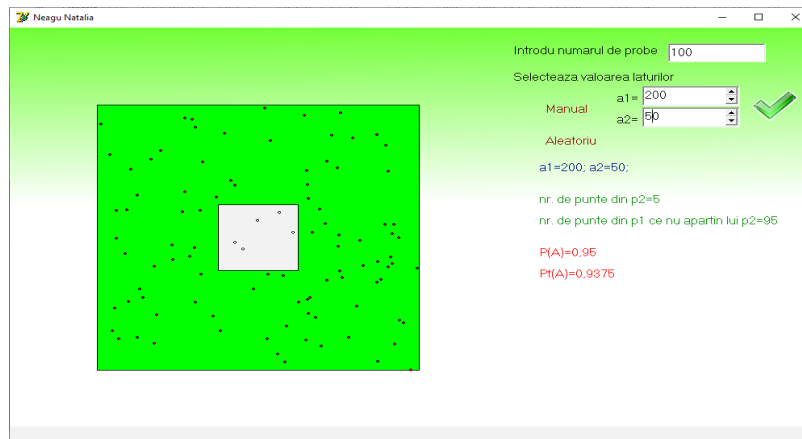 Neagu Natalia
Introdu numarul de probe 100
Selecteaza valoarea laturilor
Manual
a1= 200
a2= 50
Aleatoriu
a1=200; a2=50;
nr. de punte din p2=5
nr. de punte din p1 ce nu apartin lui p2=95
P(A)=0,95
Pt(A)=0,9375